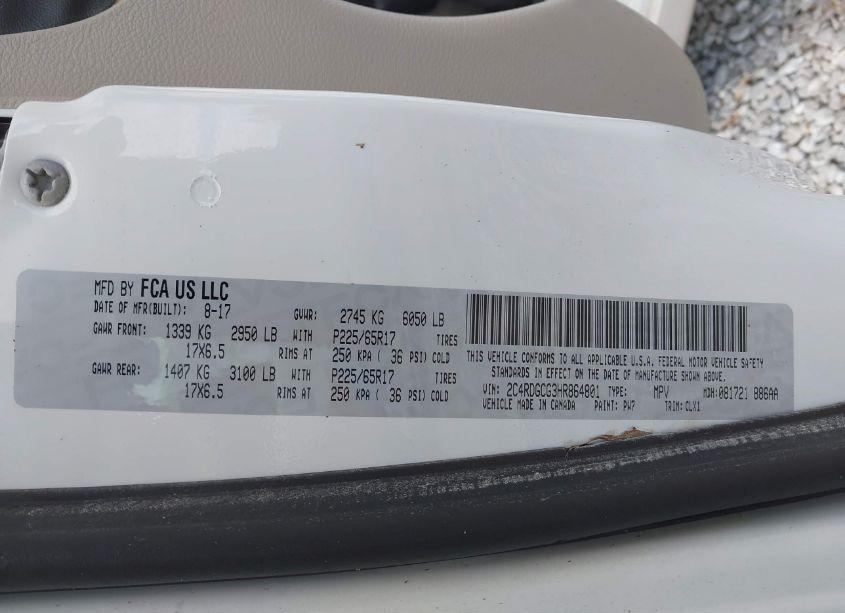 MFD BY FCA US LLC
DATE OF MFR(BUILT): 8-17 GVWR: 2745 KG 6050 LB
GAWR FRONT: 1339 KG 2950 LB WITH P225/65R17 TIRES
17X6.5 RIMS AT 250 KPA ( 36 PSI) COLD
GAWR REAR: 1407 KG 3100 LB WITH P225/65R17 TIRES
17X6.5 RIMS AT 250 KPA ( 36 PSI) COLD
THIS VEHICLE CONFORMS TO ALL APPLICABLE U.S.A. FEDERAL MOTOR VEHICLE SAFETY
STANDARDS IN EFFECT ON THE DATE OF MANUFACTURE SHOWN ABOVE.
VIN: 2C4RDGCG3HR864801 TYPE: MPV MDH:081721 886AA
VEHICLE MADE IN CANADA PAINT: PW7 TRIM:CLX1